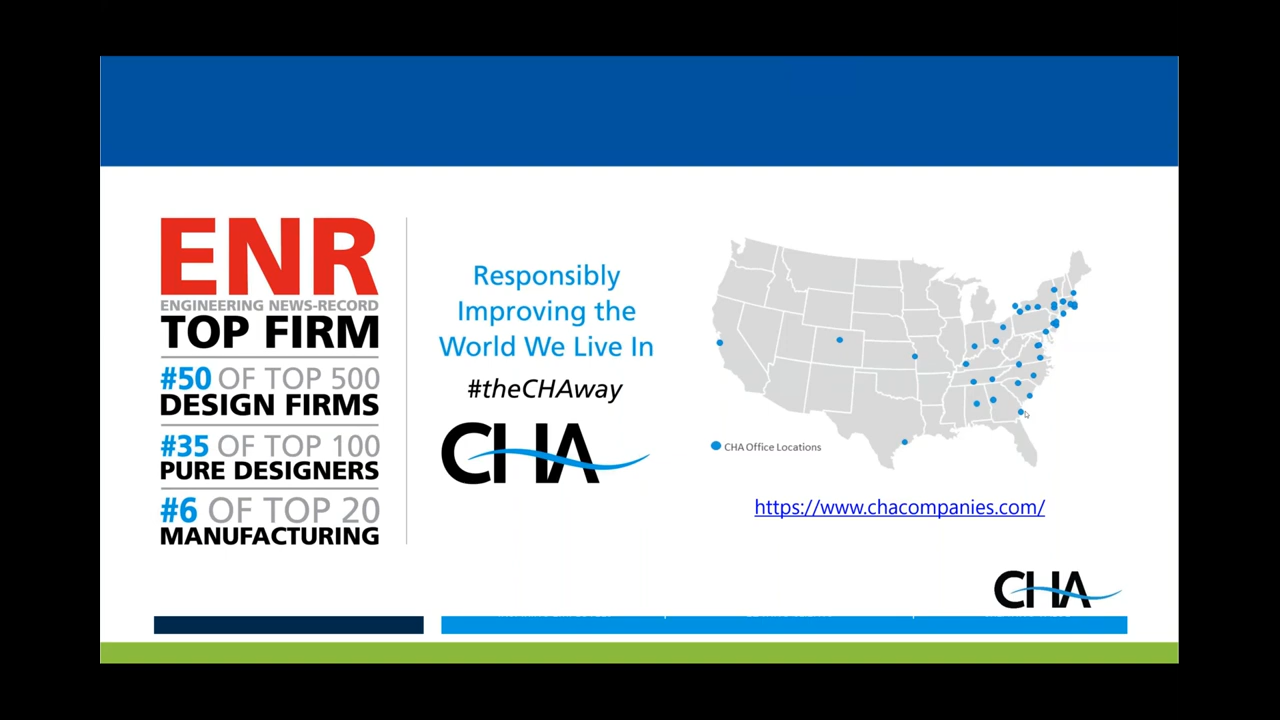 ENR
ENGINEERING NEWS-RECORD
TOP FIRM
#50 OF TOP 500
DESIGN FIRMS
#35 OF TOP 100
PURE DESIGNERS
#6 OF TOP 20
MANUFACTURING
Responsibly
Improving the
World We Live In
#theCHAway
CHA
CHA Office Locations
https://www.chacompanies.com/
CHA